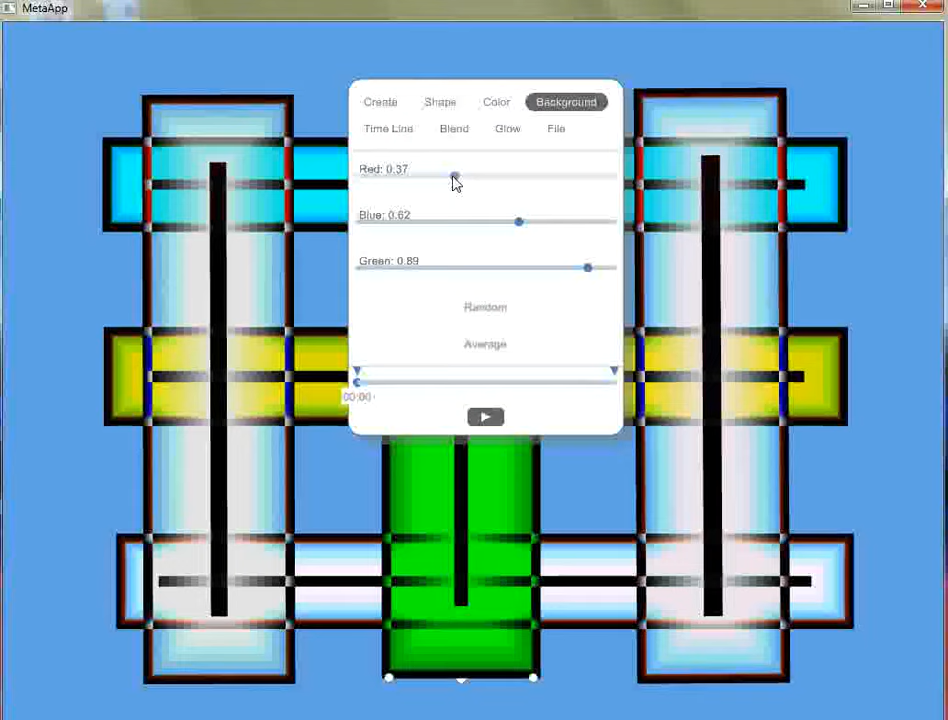 MetaApp
Create Shape Color Background
Time Line Blend Glow File
Red: 0.37
Blue: 0.62
Green: 0.89
Random
Average
00:00